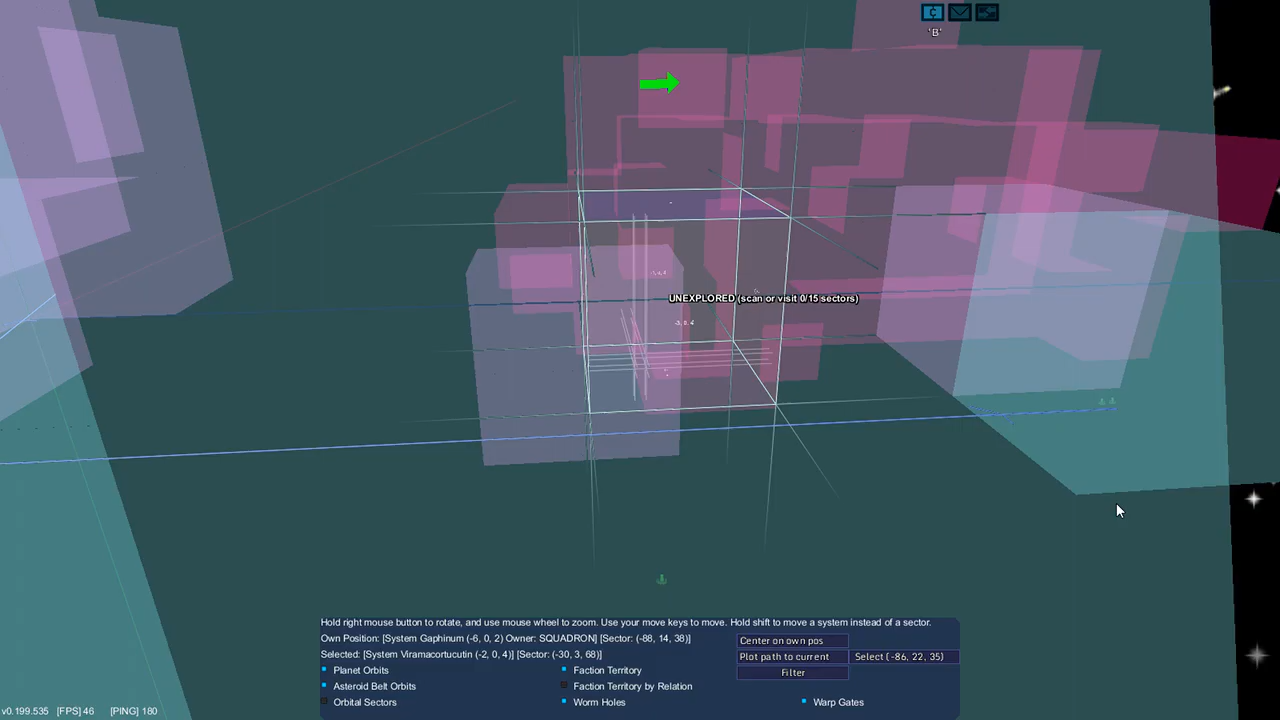 'B'
-3, 0, 4
UNEXPLORED (scan or visit 0/15 sectors)
Hold right mouse button to rotate, and use mouse wheel to zoom. Use your move keys to move. Hold shift to move a system instead of a sector.
Own Position: [System Gaphinum (-6, 0, 2) Owner: SQUADRON] [Sector: (-88, 14, 38)]
Center on own pos
Selected: [System Viramacortucutin (-2, 0, 4)] [Sector: (-30, 3, 68)]
Plot path to current
Select (-86, 22, 35)
Planet Orbits
Faction Territory
Filter
Asteroid Belt Orbits
Faction Territory by Relation
Orbital Sectors
Worm Holes
Warp Gates
v0.199.535 [FPS] 46 [PING] 180